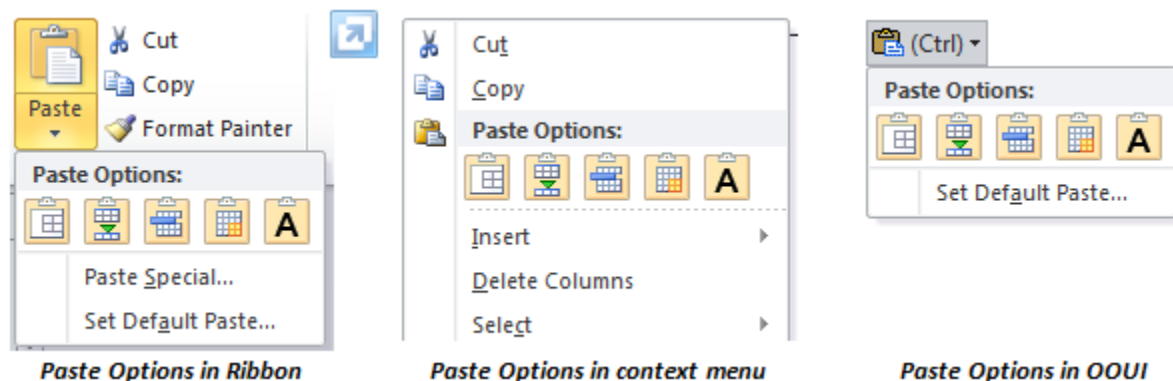 Cut
Copy
Paste
Format Painter
Paste Options:
A
Paste Special...
Set Default Paste...
Paste Options in Ribbon
Cut
Copy
Paste Options:
A
Insert
Delete Columns
Select
Paste Options in context menu
(Ctrl)
Paste Options:
A
Set Default Paste...
Paste Options in OOUI